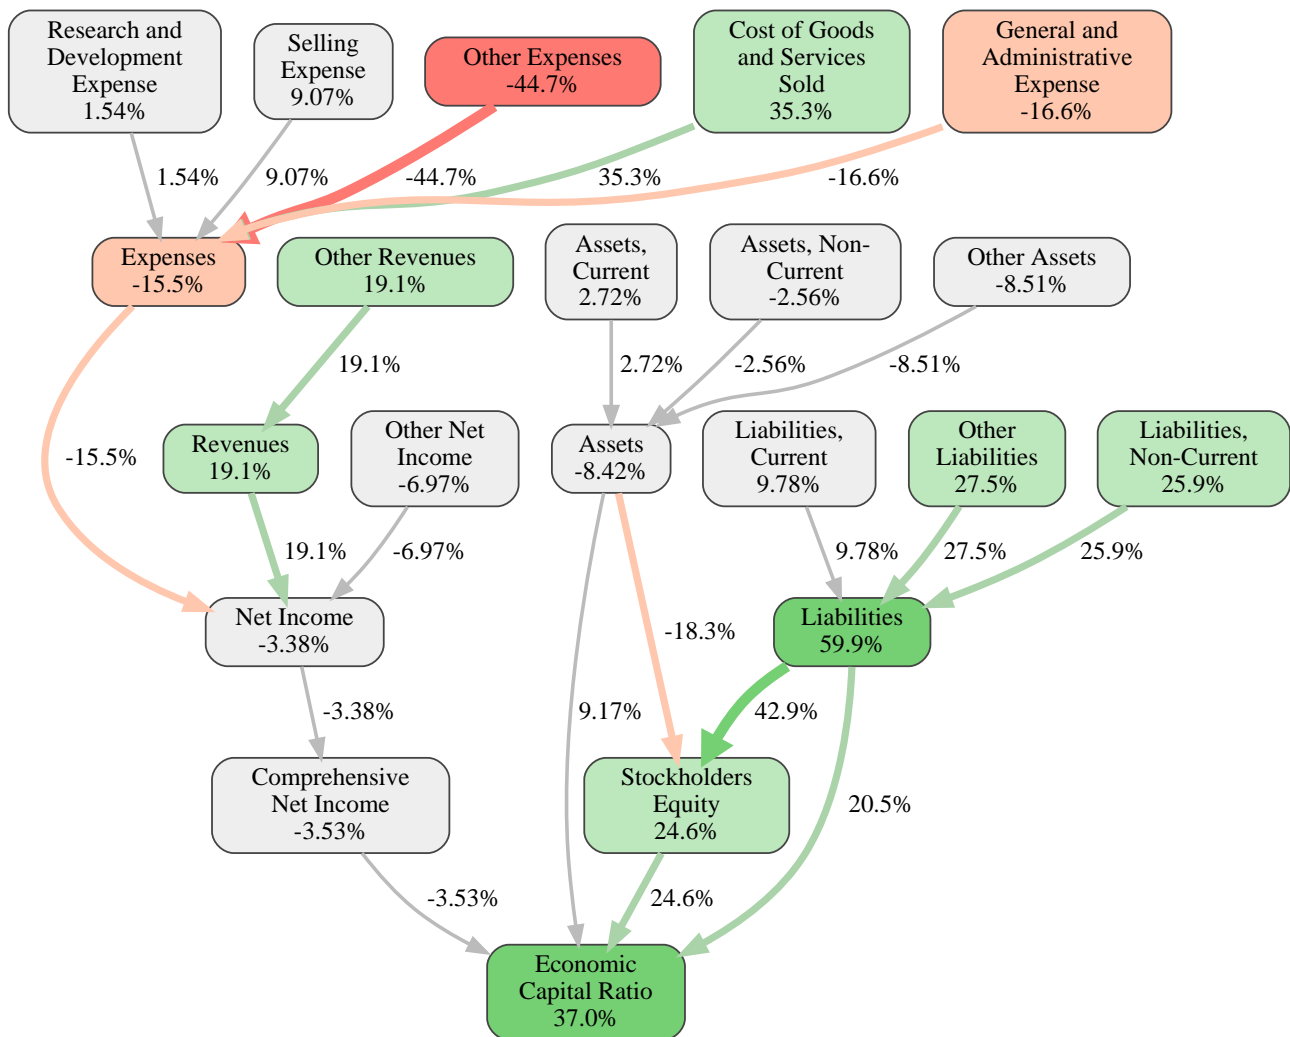 Research and
Development
Expense
1.54%
Selling
Expense
9.07%
Other Expenses
-44.7%
Cost of Goods
and Services
Sold
35.3%
General and
Administrative
Expense
-16.6%
1.54%
9.07%
-44.7%
35.3%
-16.6%
Expenses
-15.5%
Other Revenues
19.1%
Assets,
Current
2.72%
Assets, Non-
Current
-2.56%
Other Assets
-8.51%
19.1%
2.72%
-2.56%
-8.51%
-15.5%
Revenues
19.1%
Other Net
Income
-6.97%
Assets
-8.42%
Liabilities,
Current
9.78%
Other
Liabilities
27.5%
Liabilities,
Non-Current
25.9%
19.1%
-6.97%
9.78%
27.5%
25.9%
Net Income
-3.38%
-18.3%
Liabilities
59.9%
-3.38%
9.17%
42.9%
Comprehensive
Net Income
-3.53%
Stockholders
Equity
24.6%
20.5%
-3.53%
24.6%
Economic
Capital Ratio
37.0%